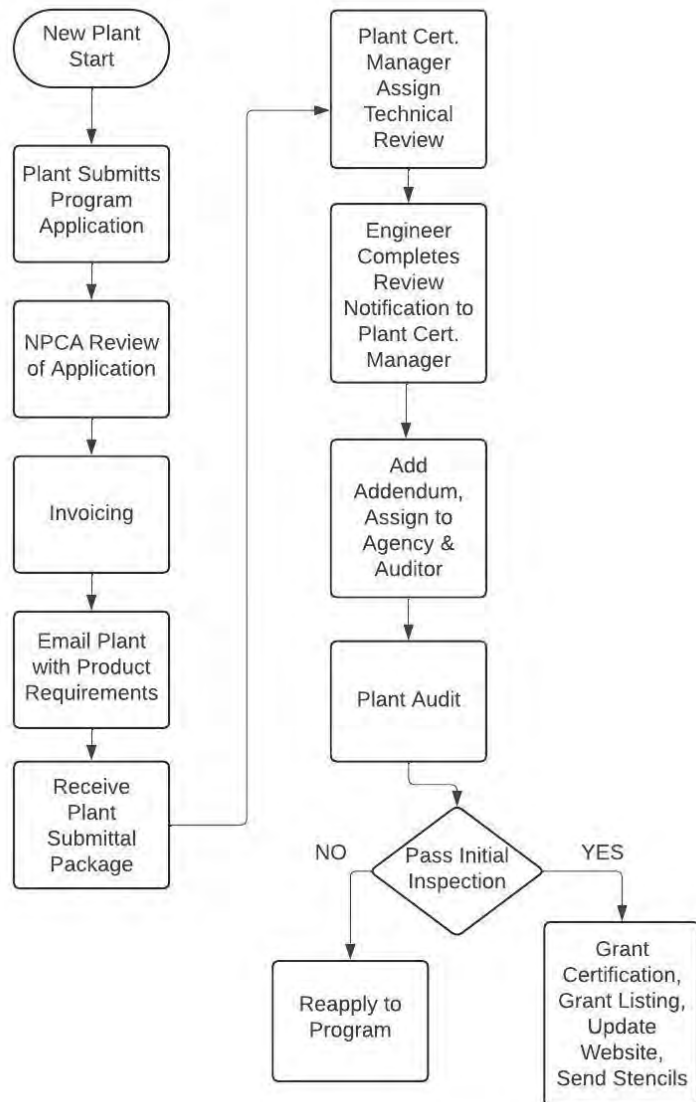 New Plant
Start
Plant Submitts
Program
Application
NPCA Review
of Application
Invoicing
Email Plant
with Product
Requirements
Receive
Plant
Submittal
Package
Plant Cert.
Manager
Assign
Technical
Review
Engineer
Completes
Review
Notification to
Plant Cert.
Manager
Add
Addendum,
Assign to
Agency &
Auditor
Plant Audit
Pass Initial
Inspection
NO
YES
Reapply to
Program
Grant
Certification,
Grant Listing,
Update
Website,
Send Stencils